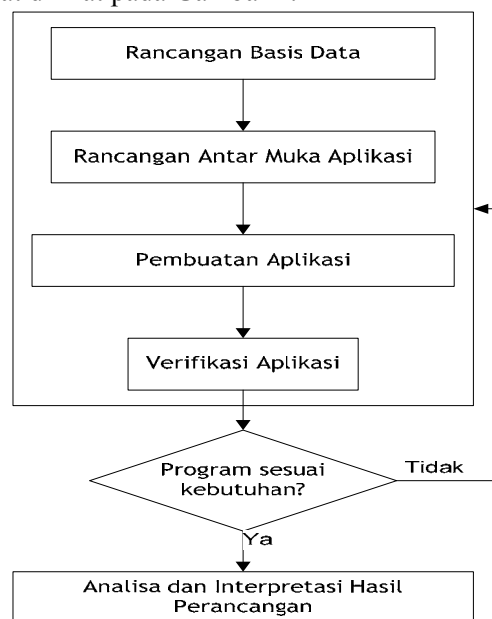 Rancangan Basis Data
Rancangan Antar Muka Aplikasi
Pembuatan Aplikasi
Verifikasi Aplikasi
Program sesuai
kebutuhan?
Tidak
Ya
Analisa dan Interpretasi Hasil
Perancangan